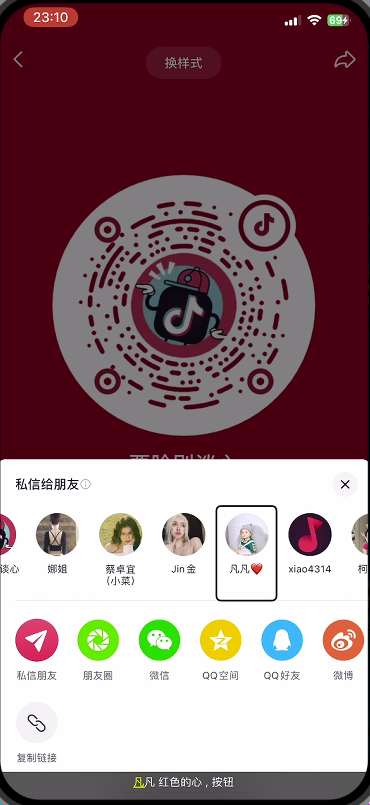 23:10
69
换样式
私信给朋友
谈心
娜姐
蔡卓宜
(小菜)
Jin 金
凡凡❤️
xiao4314
柯
私信朋友
朋友圈
微信
QQ空间
QQ好友
微博
复制链接
凡凡 红色的心，按钮